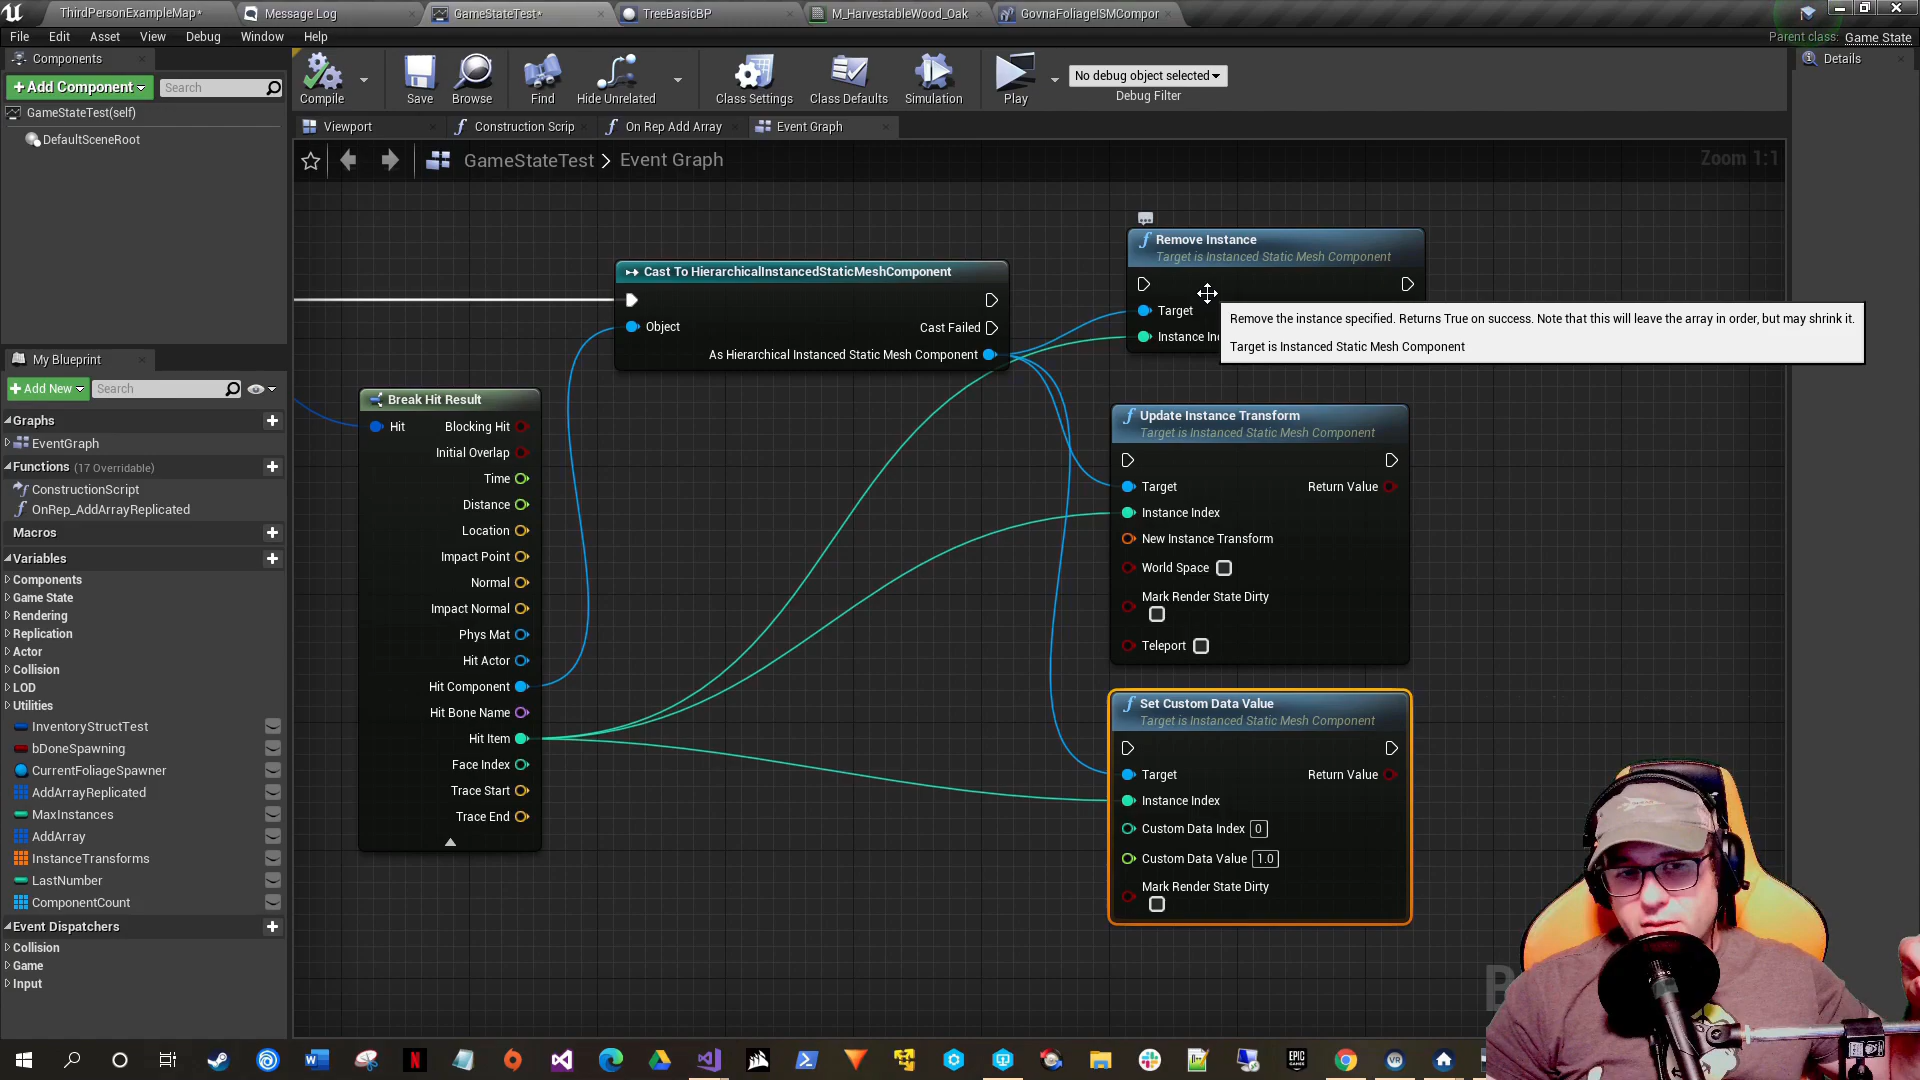 ThirdPersonExampleMap*
Message Log
GameStateTest*
TreeBasicBP
M_HarvestableWood_Oak
GovnaFoliageISMCompor
File
Edit
Asset
View
Debug
Window
Help
Parent class:
Game State
Components
+Add Component
Search
GameStateTest(self)
DefaultSceneRoot
Compile
Save
Browse
Find
Hide Unrelated
Class Settings
Class Defaults
Simulation
Play
No debug object selected
Debug Filter
Details
Viewport
Construction Scrip
On Rep Add Array
Event Graph
GameStateTest > Event Graph
Zoom 1:1
My Blueprint
+Add New
Search
Graphs
EventGraph
Functions (17 Overridable)
ConstructionScript
OnRep_AddArrayReplicated
Macros
Variables
Components
Game State
Rendering
Replication
Actor
Collision
LOD
Utilities
InventoryStructTest
bDoneSpawning
CurrentFoliageSpawner
AddArrayReplicated
MaxInstances
AddArray
InstanceTransforms
LastNumber
ComponentCount
Event Dispatchers
Collision
Game
Input
Break Hit Result
Hit
Blocking Hit
Initial Overlap
Time
Distance
Location
Impact Point
Normal
Impact Normal
Phys Mat
Hit Actor
Hit Component
Hit Bone Name
Hit Item
Face Index
Trace Start
Trace End
Cast To HierarchicalInstancedStaticMeshComponent
Object
Cast Failed
As Hierarchical Instanced Static Mesh Component
Remove Instance
Target is Instanced Static Mesh Component
Target
Instance In
Remove the instance specified. Returns True on success. Note that this will leave the array in order, but may shrink it.
Target is Instanced Static Mesh Component
Update Instance Transform
Target is Instanced Static Mesh Component
Target
Return Value
Instance Index
New Instance Transform
World Space
Mark Render State Dirty
Teleport
Set Custom Data Value
Target is Instanced Static Mesh Component
Target
Return Value
Instance Index
Custom Data Index 0
Custom Data Value 1.0
Mark Render State Dirty